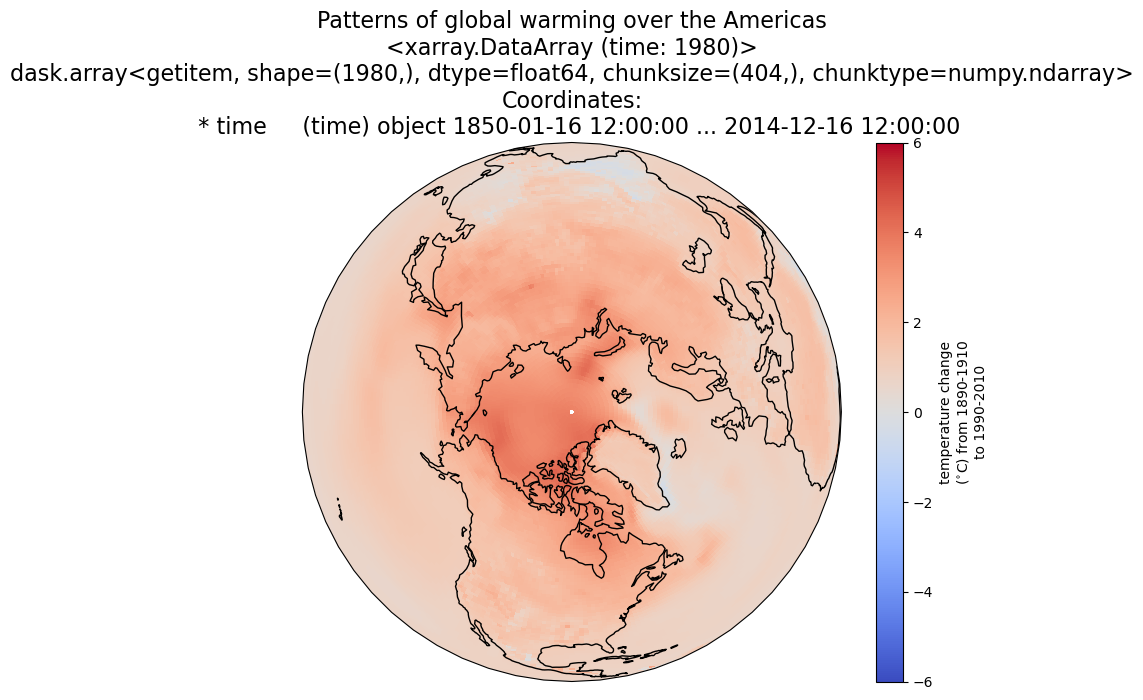 Patterns of global warming over the Americas
<xarray.DataArray (time: 1980)>
dask.array<getitem, shape=(1980,), dtype=float64, chunksize=(404,), chunktype=numpy.ndarray>
Coordinates:
* time     (time) object 1850-01-16 12:00:00 ... 2014-12-16 12:00:00
6
4
2
0
−2
−4
−6
temperature change
(°C) from 1890-1910
to 1990-2010